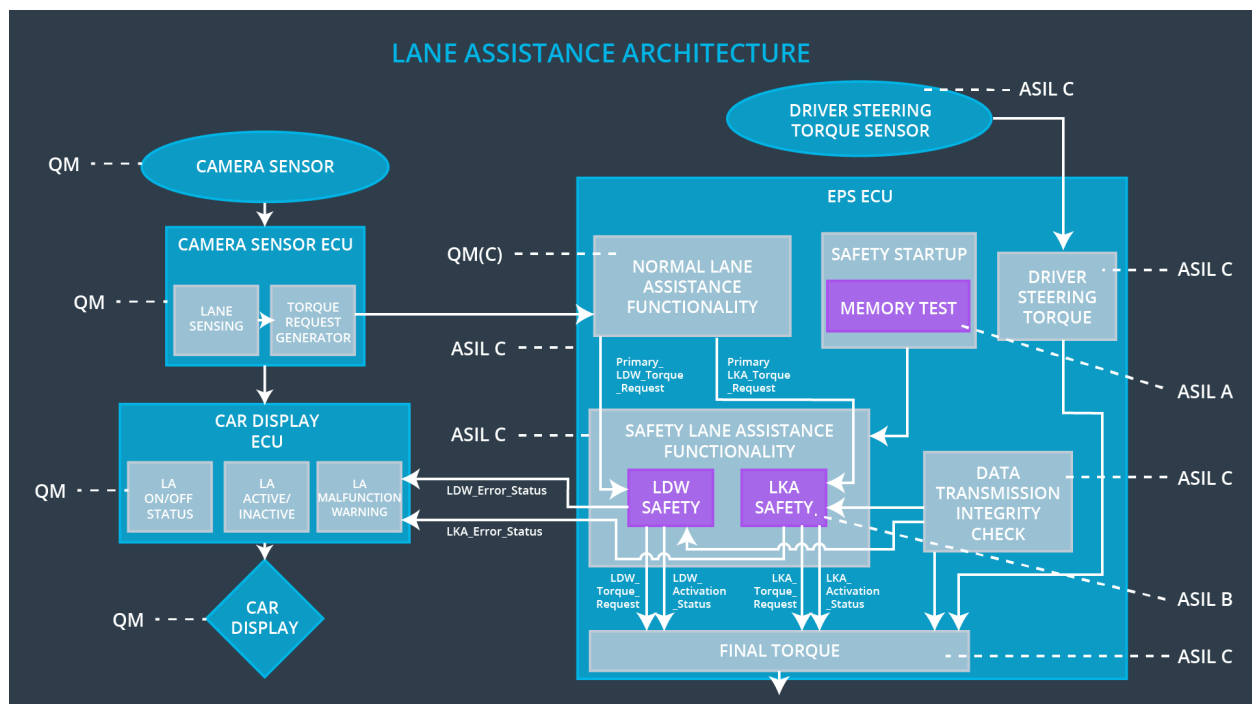 LANE ASSISTANCE ARCHITECTURE
ASIL C
DRIVER STEERING
TORQUE SENSOR
QM
CAMERA SENSOR
EPS ECU
CAMERA SENSOR ECU
QM(C)
NORMAL LANE
ASSISTANCE
FUNCTIONALITY
SAFETY STARTUP
MEMORY TEST
DRIVER
STEERING
TORQUE
ASIL C
QM
LANE
SENSING
TORQUE
REQUEST
GENERATOR
ASIL C
Primary_
LDW_Torque
_Request
Primary
LKA_Torque
_Request
ASIL A
CAR DISPLAY
ECU
ASIL C
SAFETY LANE ASSISTANCE
FUNCTIONALITY
QM
LA
ON/OFF
STATUS
LA
ACTIVE/
INACTIVE
LA
MALFUNCTION
WARNING
LDW_Error_Status
LKA_Error_Status
LDW
SAFETY
LKA
SAFETY
DATA
TRANSMISSION
INTEGRITY
CHECK
ASIL C
LDW_
Torque_
Request
LDW_
Activation
_Status
LKA_
Torque_
Request
LKA_
Activation
_Status
ASIL B
QM
CAR
DISPLAY
FINAL TORQUE
ASIL C